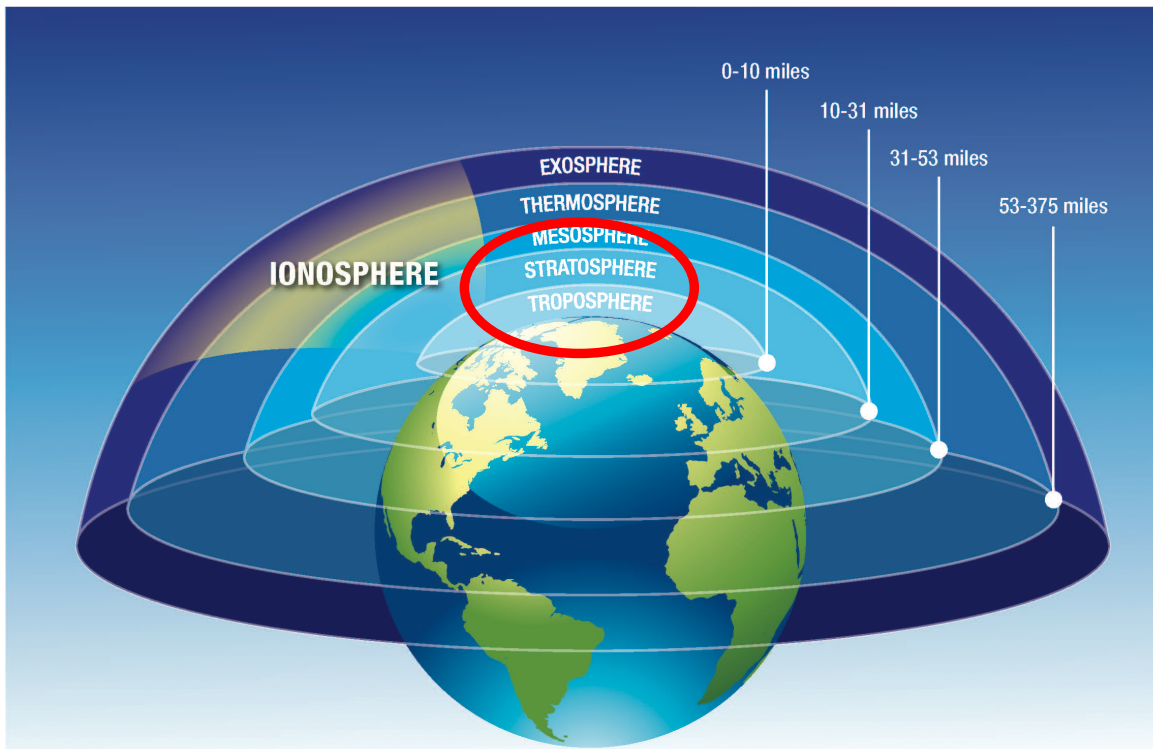 0-10 miles
10-31 miles
31-53 miles
53-375 miles
EXOSPHERE
THERMOSPHERE
MESOSPHERE
STRATOSPHERE
TROPOSPHERE
IONOSPHERE